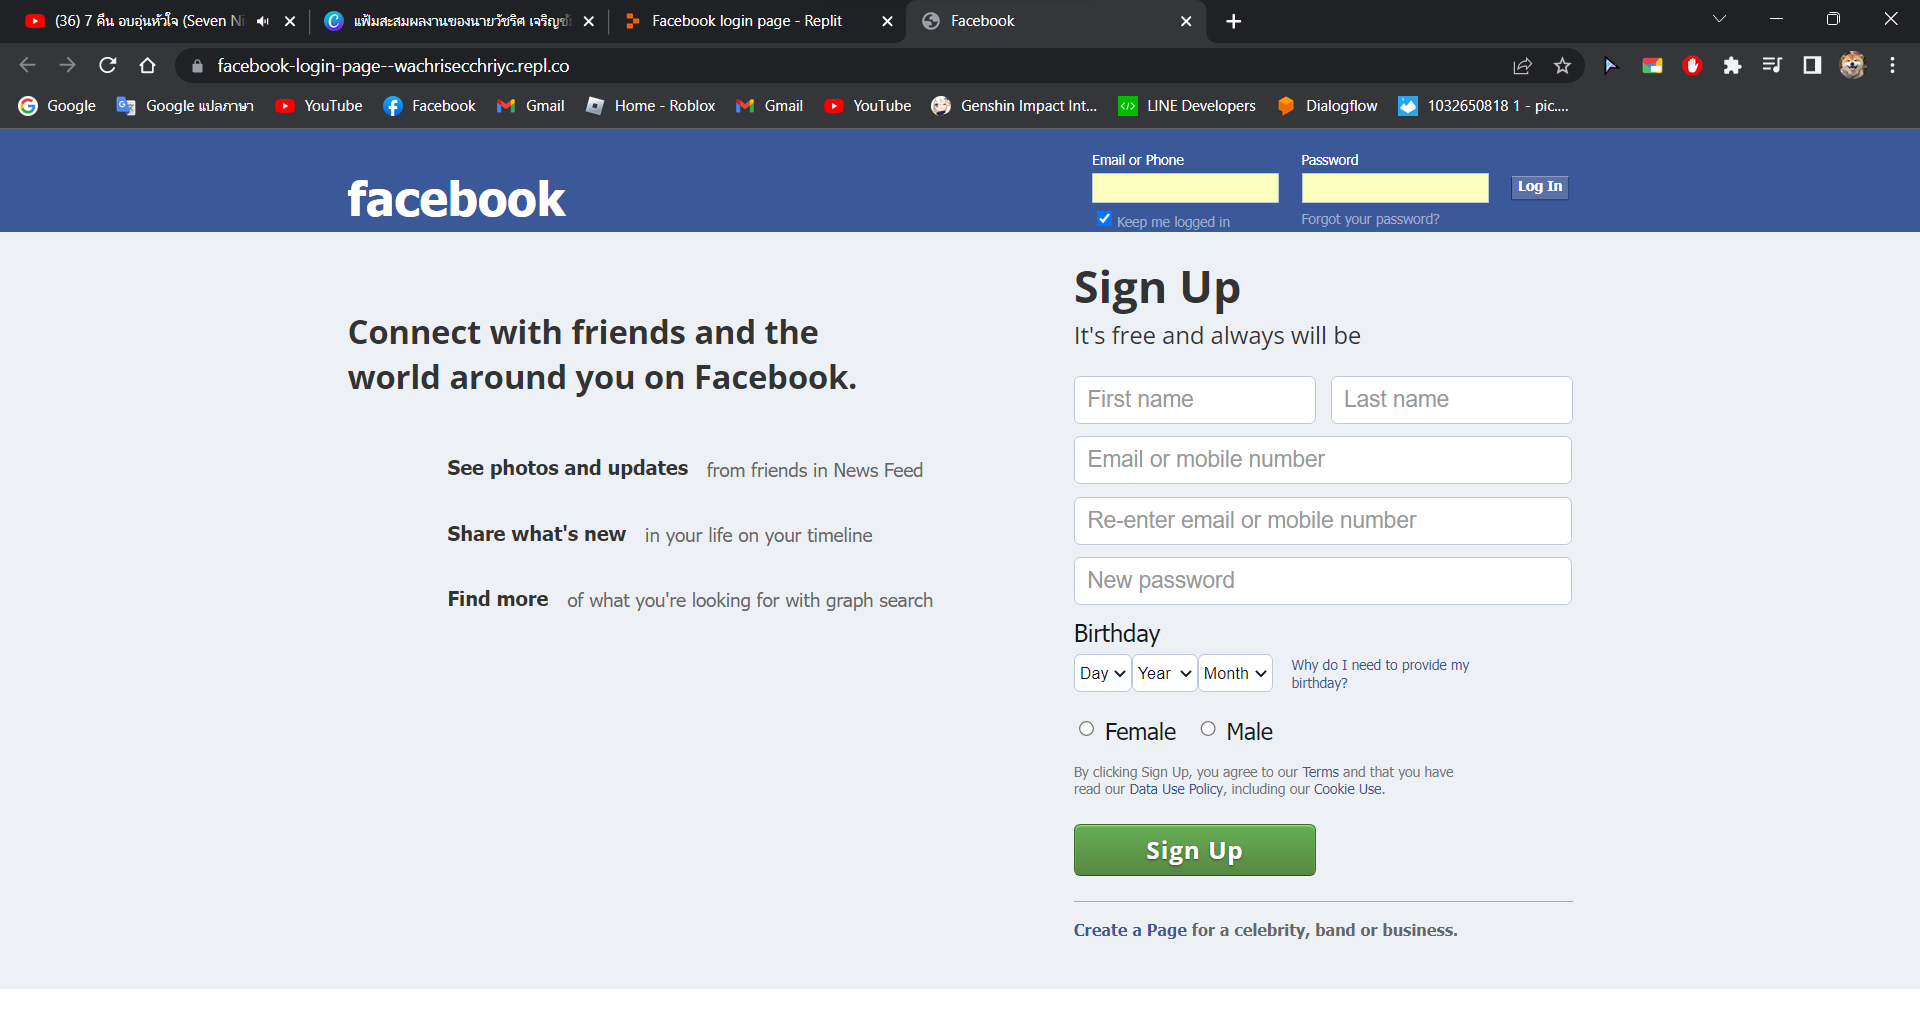 (36) 7 คืน อบอุ่นหัวใจ (Seven Ni
แฟ้มสะสมผลงานของนายวัชริศ เจริญชั
Facebook login page - Replit
Facebook
facebook-login-page--wachrisecchriyc.repl.co
Google
Google แปลภาษา
YouTube
Facebook
Gmail
Home - Roblox
Gmail
YouTube
Genshin Impact Int...
LINE Developers
Dialogflow
1032650818 1 - pic....
Email or Phone
Password
facebook
Log In
Keep me logged in
Forgot your password?
Connect with friends and the
world around you on Facebook.
See photos and updates from friends in News Feed
Share what's new in your life on your timeline
Find more of what you're looking for with graph search
Sign Up
It's free and always will be
First name
Last name
Email or mobile number
Re-enter email or mobile number
New password
Birthday
Day
Year
Month
Why do I need to provide my
birthday?
Female
Male
By clicking Sign Up, you agree to our Terms and that you have
read our Data Use Policy, including our Cookie Use.
Sign Up
Create a Page for a celebrity, band or business.